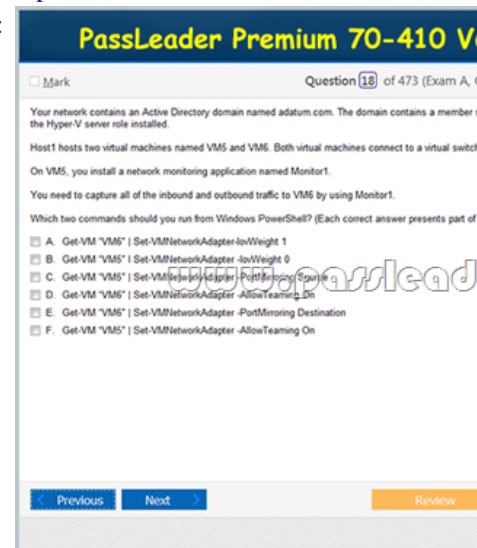 :
PassLeader Premium 70-410 V
Mark
Question 18 of 473 (Exam A,
Your network contains an Active Directory domain named adatum.com. The domain contains a member
the Hyper-V server role installed.
Host1 hosts two virtual machines named VM5 and VM6. Both virtual machines connect to a virtual switch
On VM5, you install a network monitoring application named Monitor1.
You need to capture all of the inbound and outbound traffic to VM6 by using Monitor1.
Which two commands should you run from Windows PowerShell? (Each correct answer presents part of
A. Get-VM "VM6" | Set-VMNetworkAdapter-IovWeight 1
B. Get-VM "VM5" I Set-VMNetworkAdapter -IovWeight 0
C. Get-VM "VM5" | Set-VMNetworkAdapter -PortMirroring Source
D. Get-VM "VM6" | Set-VMNetworkAdapter -AllowTeaming On
E. Get-VM "VM6" | Set-VMNetworkAdapter -PortMirroring Destination
F. Get-VM "VM5" | Set-VMNetworkAdapter -AllowTeaming On
www.passlead
Previous
Next
Review